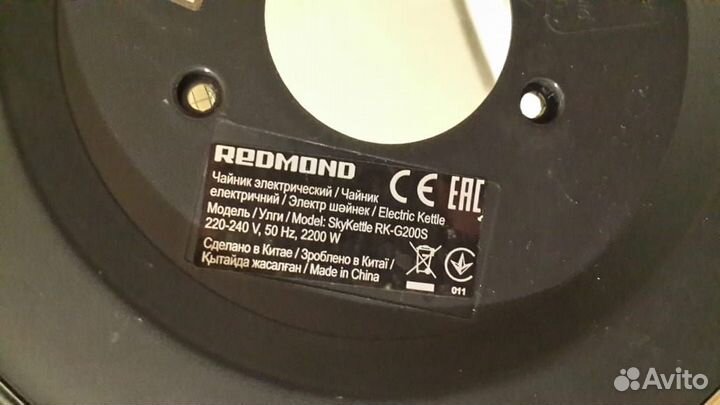 REDMOND
Чайник электрический / Чайник
електричний / Электр шәйнек / Electric Kettle
Модель / Улги / Model: SkyKettle RK-G200S
220-240 V, 50 Hz, 2200 W
Сделано в Китае / Зроблено в Китаї /
Қытайда жасалған / Made in China
CE EAC
011
Avito